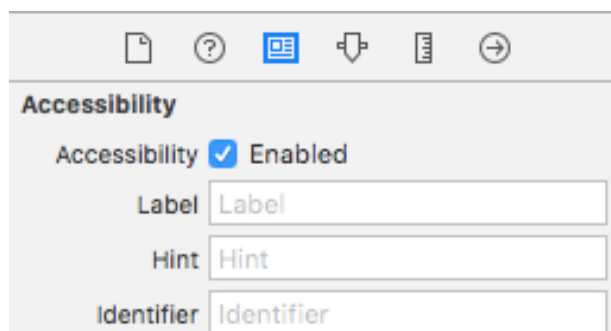 Accessibility
Accessibility Enabled
Label Label
Hint Hint
Identifier Identifier